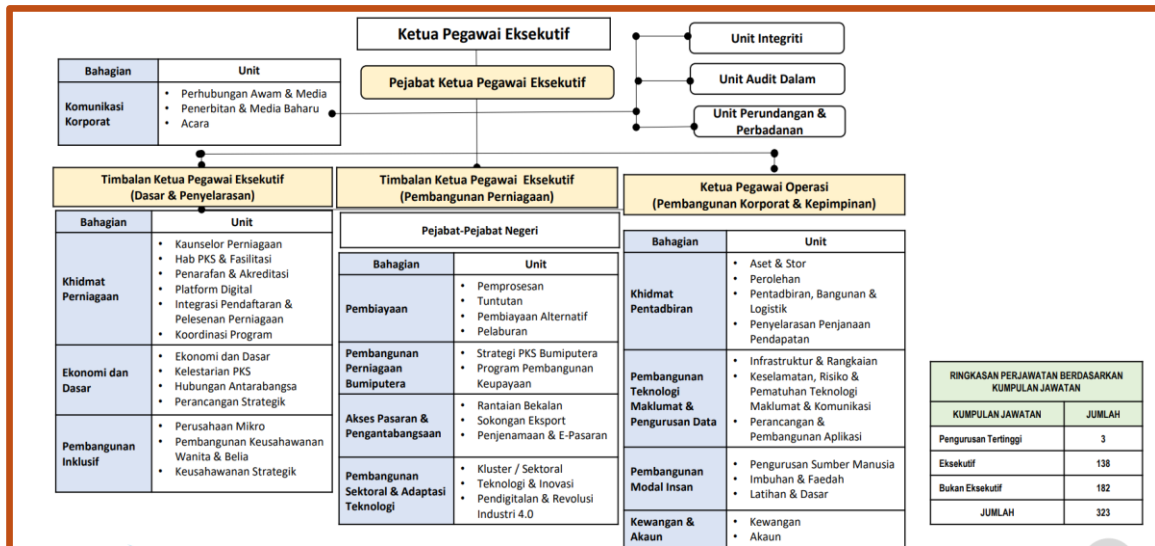 Ketua Pegawai Eksekutif
Pejabat Ketua Pegawai Eksekutif
Unit Integriti
Unit Audit Dalam
Unit Perundangan &
Perbadanan
Bahagian
Unit
Komunikasi
Korporat
• Perhubungan Awam & Media
• Penerbitan & Media Baharu
• Acara
Timbalan Ketua Pegawai Eksekutif
(Dasar & Penyelarasan)
Bahagian
Unit
Khidmat
Perniagaan
• Kaunselor Perniagaan
• Hab PKS & Fasilitasi
• Penarafan & Akreditasi
• Platform Digital
• Integrasi Pendaftaran &
Pelesenan Perniagaan
• Koordinasi Program
Ekonomi dan
Dasar
• Ekonomi dan Dasar
• Kelestarian PKS
• Hubungan Antarabangsa
• Perancangan Strategik
Pembangunan
Inklusif
• Perusahaan Mikro
• Pembangunan Keusahawanan
Wanita & Belia
• Keusahawanan Strategik
Timbalan Ketua Pegawai Eksekutif
(Pembangunan Perniagaan)
Pejabat-Pejabat Negeri
Bahagian
Unit
Pembiayaan
• Pemprosesan
• Tuntutan
• Pembiayaan Alternatif
• Pelaburan
Pembangunan
Perniagaan
Bumiputera
• Strategi PKS Bumiputera
• Program Pembangunan
Keupayaan
Akses Pasaran &
Pengantabangsaan
• Rantaian Bekalan
• Sokongan Eksport
• Penjenamaan & E-Pasaran
Pembangunan
Sektoral & Adaptasi
Teknologi
• Kluster / Sektoral
• Teknologi & Inovasi
• Pendigitalan & Revolusi
Industri 4.0
Ketua Pegawai Operasi
(Pembangunan Korporat & Kepimpinan)
Bahagian
Unit
Khidmat
Pentadbiran
• Aset & Stor
• Perolehan
• Pentadbiran, Bangunan &
Logistik
• Penyelarasan Penjanaan
Pendapatan
Pembangunan
Teknologi
Maklumat &
Pengurusan Data
• Infrastruktur & Rangkaian
• Keselamatan, Risiko &
Pematuhan Teknologi
Maklumat & Komunikasi
• Perancangan &
Pembangunan Aplikasi
Pembangunan
Modal Insan
• Pengurusan Sumber Manusia
• Imbuhan & Faedah
• Latihan & Dasar
Kewangan &
Akaun
• Kewangan
• Akaun
RINGKASAN PERJAWATAN BERDASARKAN
KUMPULAN JAWATAN
KUMPULAN JAWATAN JUMLAH
Pengurusan Tertinggi 3
Eksekutif 138
Bukan Eksekutif 182
JUMLAH 323